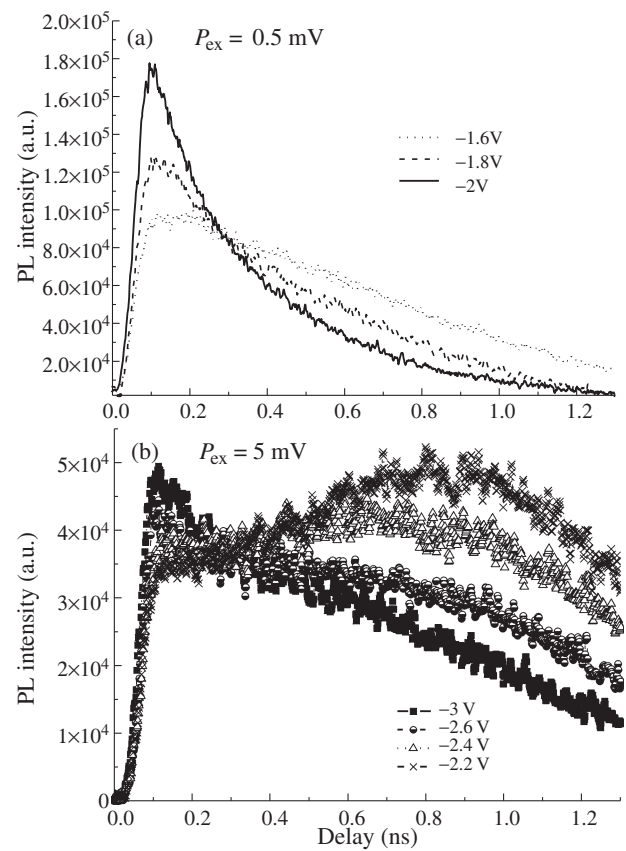 2.0×10⁵
(a)
P_ex = 0.5 mV
1.8×10⁵
1.6×10⁵
1.4×10⁵
1.2×10⁵
1.0×10⁵
8.0×10⁴
6.0×10⁴
4.0×10⁴
2.0×10⁴
PL intensity (a.u.)
−1.6V
−1.8V
−2V
0.0 0.2 0.4 0.6 0.8 1.0 1.2
(b)
P_ex = 5 mV
5×10⁴
4×10⁴
3×10⁴
2×10⁴
1×10⁴
0
PL intensity (a.u.)
−3 V
−2.6 V
−2.4 V
−2.2 V
0.0 0.2 0.4 0.6 0.8 1.0 1.2
Delay (ns)